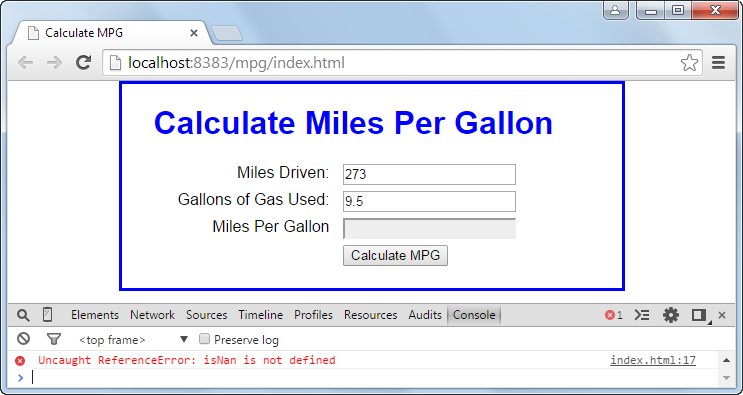 Calculate MPG
localhost:8383/mpg/index.html
Calculate Miles Per Gallon
Miles Driven: 273
Gallons of Gas Used: 9.5
Miles Per Gallon
Calculate MPG
Elements Network Sources Timeline Profiles Resources Audits Console 1
<top frame> Preserve log
Uncaught ReferenceError: isNan is not defined index.html:17